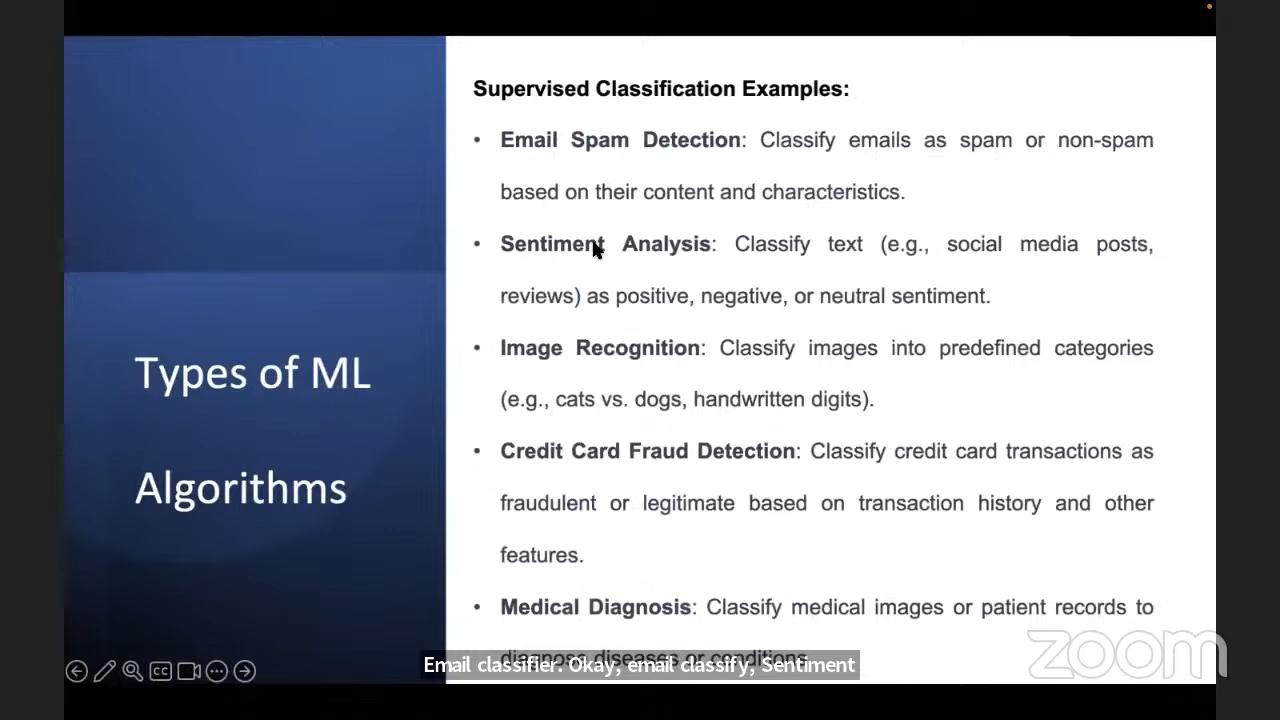 Supervised Classification Examples:
• Email Spam Detection: Classify emails as spam or non-spam
based on their content and characteristics.
• Sentiment Analysis: Classify text (e.g., social media posts,
reviews) as positive, negative, or neutral sentiment.
• Image Recognition: Classify images into predefined categories
(e.g., cats vs. dogs, handwritten digits).
• Credit Card Fraud Detection: Classify credit card transactions as
fraudulent or legitimate based on transaction history and other
features.
• Medical Diagnosis: Classify medical images or patient records to
diagnose diseases or conditions.
Types of ML
Algorithms
Email classifier. Okay, email classify, Sentiment
CC
zoom